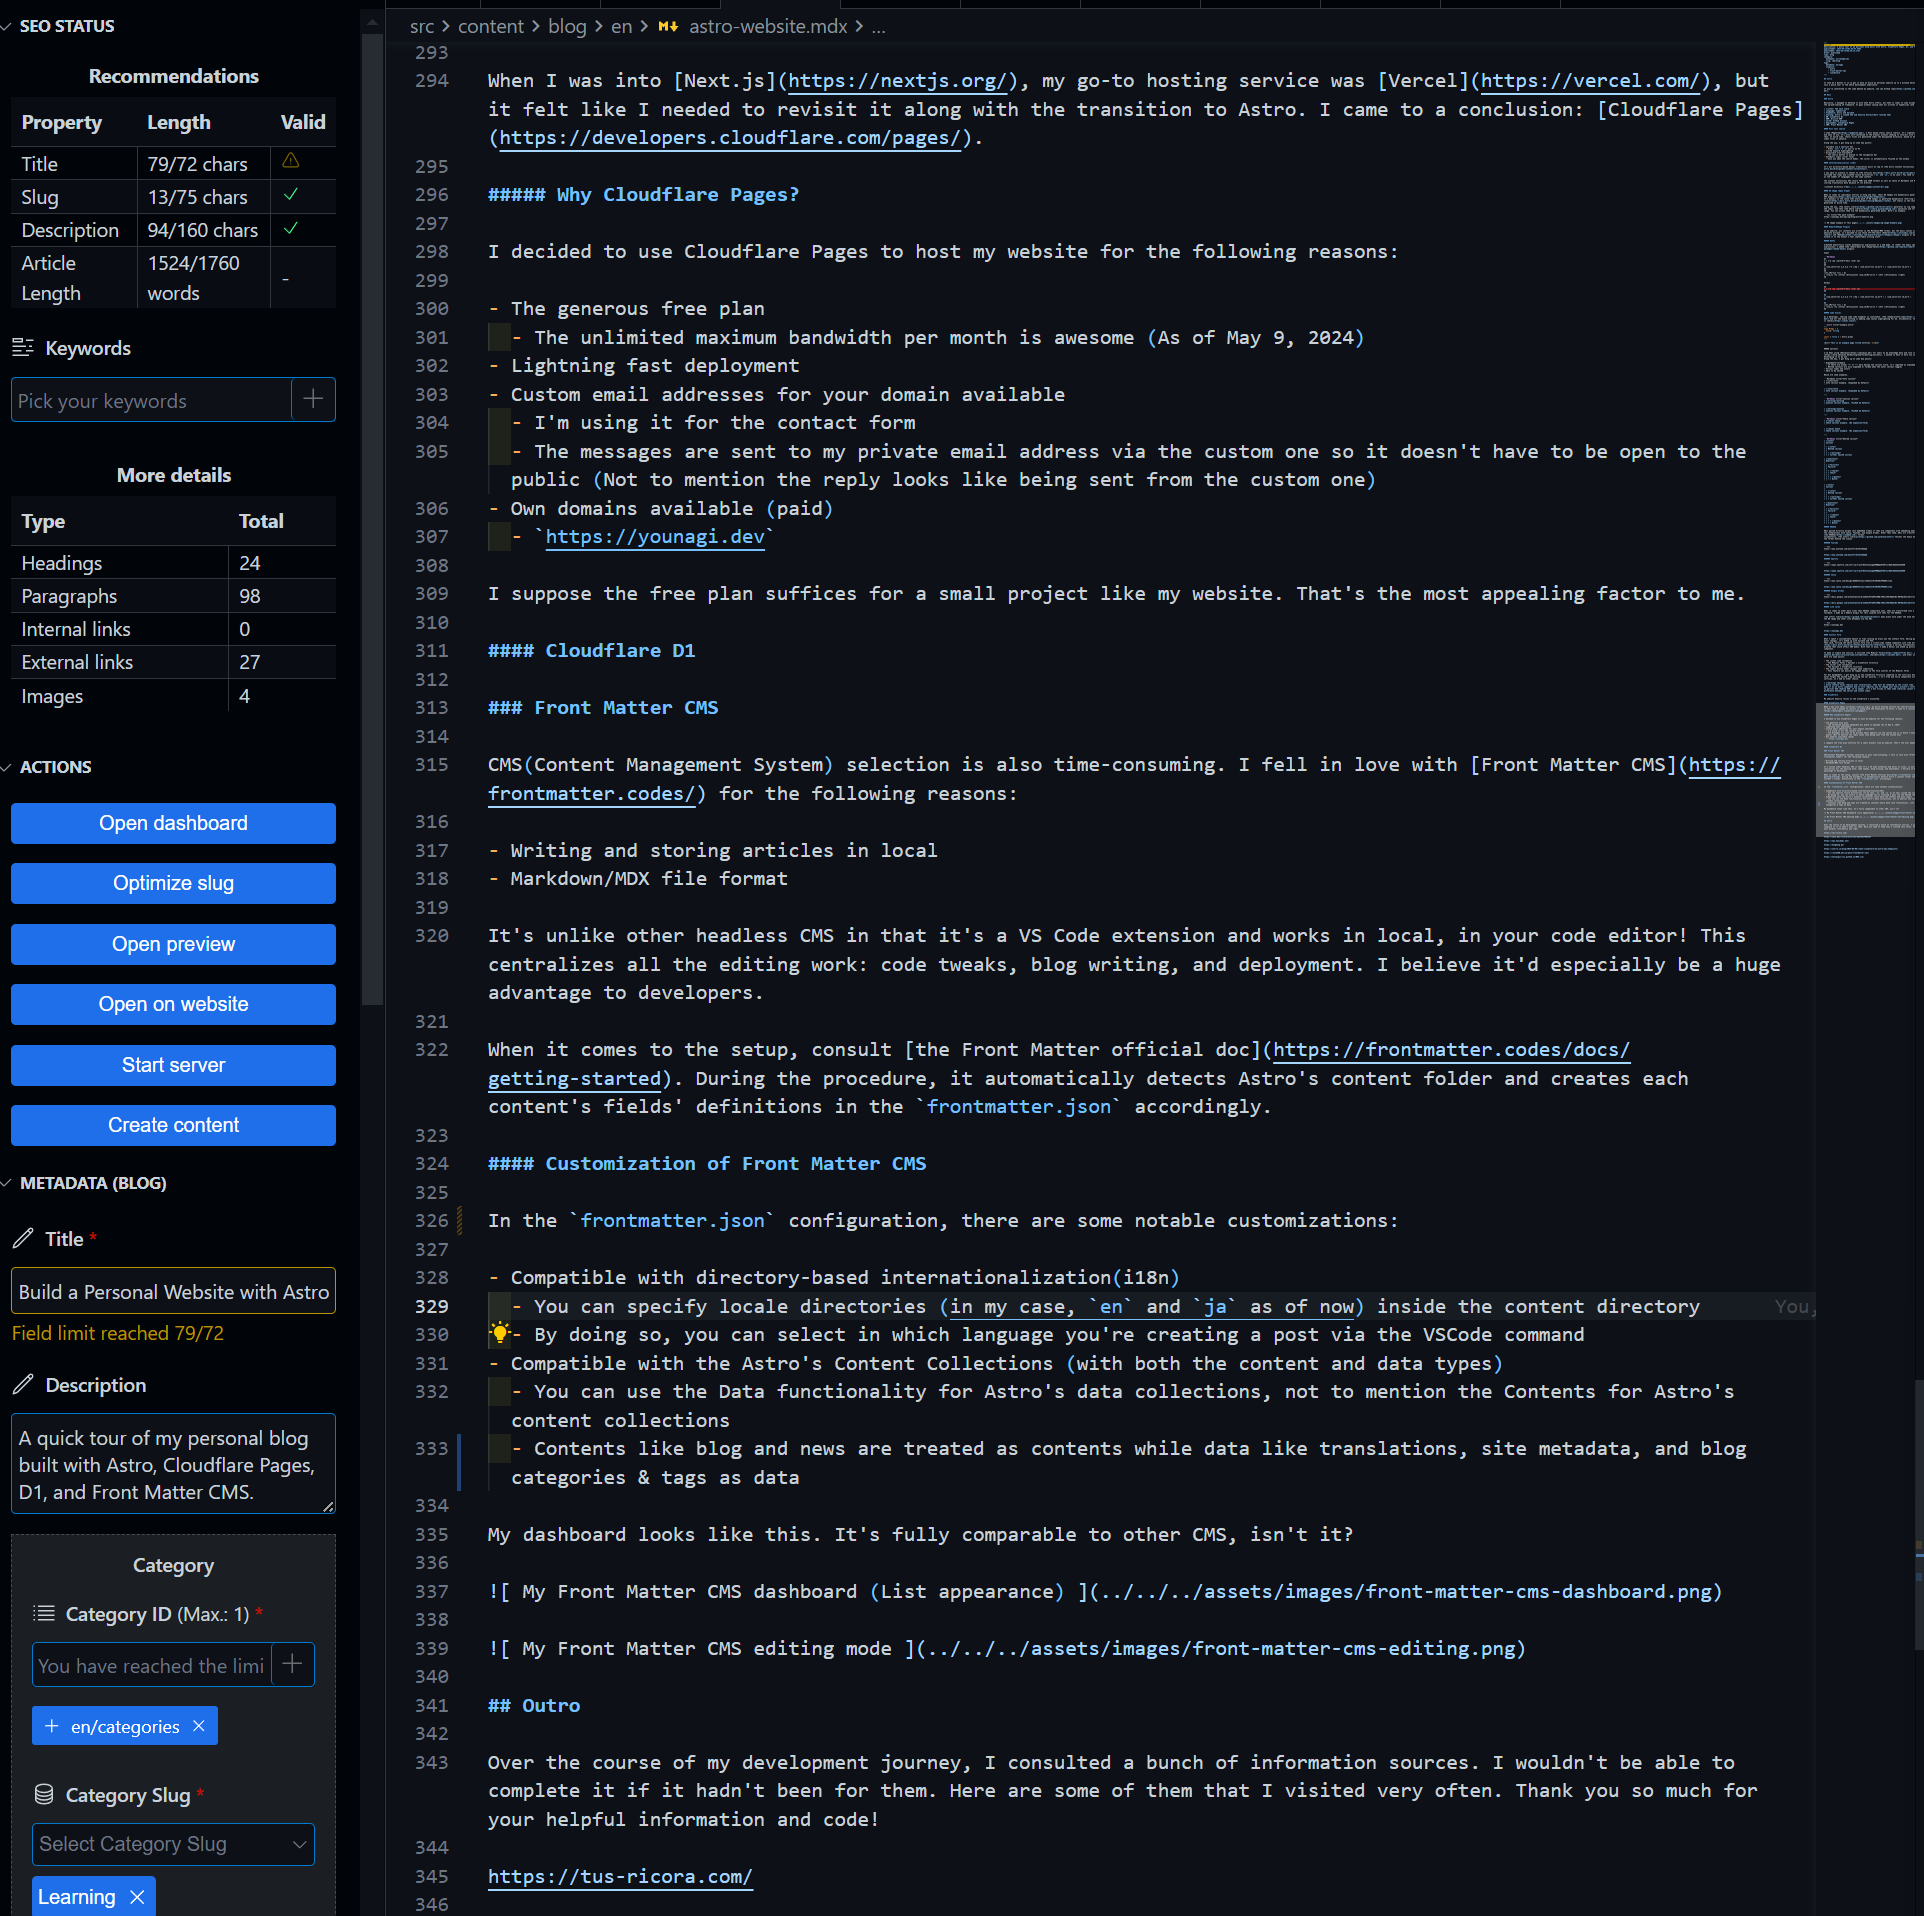 SEO STATUS
Recommendations
Property Length Valid
Title 79/72 chars
Slug 13/75 chars
Description 94/160 chars
Article Length 1524/1760 words -
Keywords
Pick your keywords
More details
Type Total
Headings 24
Paragraphs 98
Internal links 0
External links 27
Images 4
ACTIONS
Open dashboard
Optimize slug
Open preview
Open on website
Start server
Create content
METADATA (BLOG)
Title *
Build a Personal Website with Astro
Field limit reached 79/72
Description
A quick tour of my personal blog
built with Astro, Cloudflare Pages,
D1, and Front Matter CMS.
Category
Category ID (Max.: 1) *
You have reached the limi
en/categories
Category Slug *
Select Category Slug
Learning
src > content > blog > en > astro-website.mdx > ...
293
294 When I was into [Next.js](https://nextjs.org/), my go-to hosting service was [Vercel](https://vercel.com/), but
it felt like I needed to revisit it along with the transition to Astro. I came to a conclusion: [Cloudflare Pages]
(https://developers.cloudflare.com/pages/).
295
296 ##### Why Cloudflare Pages?
297
298 I decided to use Cloudflare Pages to host my website for the following reasons:
299
300 - The generous free plan
301 - The unlimited maximum bandwidth per month is awesome (As of May 9, 2024)
302 - Lightning fast deployment
303 - Custom email addresses for your domain available
304 - I'm using it for the contact form
305 - The messages are sent to my private email address via the custom one so it doesn't have to be open to the
public (Not to mention the reply looks like being sent from the custom one)
306 - Own domains available (paid)
307 - `https://younagi.dev`
308
309 I suppose the free plan suffices for a small project like my website. That's the most appealing factor to me.
310
311 #### Cloudflare D1
312
313 ### Front Matter CMS
314
315 CMS(Content Management System) selection is also time-consuming. I fell in love with [Front Matter CMS](https://
frontmatter.codes/) for the following reasons:
316
317 - Writing and storing articles in local
318 - Markdown/MDX file format
319
320 It's unlike other headless CMS in that it's a VS Code extension and works in local, in your code editor! This
centralizes all the editing work: code tweaks, blog writing, and deployment. I believe it'd especially be a huge
advantage to developers.
321
322 When it comes to the setup, consult [the Front Matter official doc](https://frontmatter.codes/docs/
getting-started). During the procedure, it automatically detects Astro's content folder and creates each
content's fields' definitions in the `frontmatter.json` accordingly.
323
324 #### Customization of Front Matter CMS
325
326 In the `frontmatter.json` configuration, there are some notable customizations:
327
328 - Compatible with directory-based internationalization(i18n)
329 - You can specify locale directories (in my case, `en` and `ja` as of now) inside the content directory You,
330 - By doing so, you can select in which language you're creating a post via the VSCode command
331 - Compatible with the Astro's Content Collections (with both the content and data types)
332 - You can use the Data functionality for Astro's data collections, not to mention the Contents for Astro's
content collections
333 - Contents like blog and news are treated as contents while data like translations, site metadata, and blog
categories & tags as data
334
335 My dashboard looks like this. It's fully comparable to other CMS, isn't it?
336
337 ![ My Front Matter CMS dashboard (List appearance) ](../../../assets/images/front-matter-cms-dashboard.png)
338
339 ![ My Front Matter CMS editing mode ](../../../assets/images/front-matter-cms-editing.png)
340
341 ## Outro
342
343 Over the course of my development journey, I consulted a bunch of information sources. I wouldn't be able to
complete it if it hadn't been for them. Here are some of them that I visited very often. Thank you so much for
your helpful information and code!
344
345 https://tus-ricora.com/
346